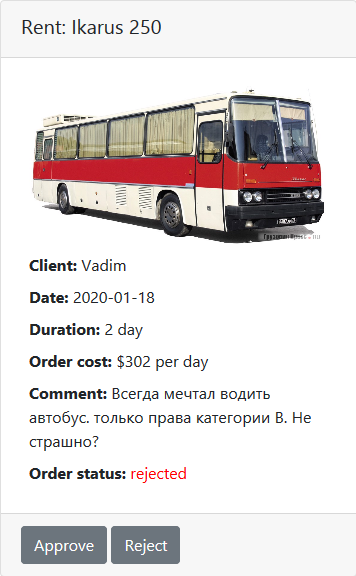 Rent: Ikarus 250
Client: Vadim
Date: 2020-01-18
Duration: 2 day
Order cost: $302 per day
Comment: Всегда мечтал водить
автобус. только права категории В. Не
страшно?
Order status: rejected
Approve Reject